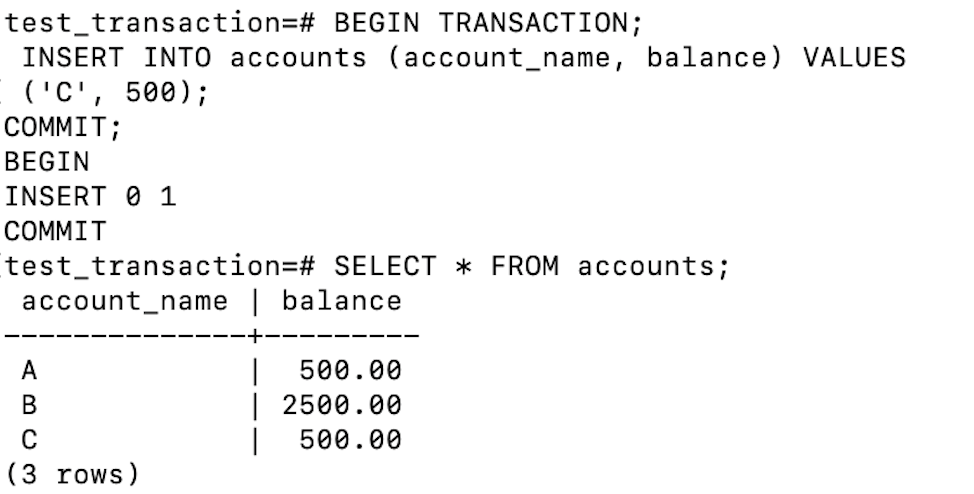 test_transaction=# BEGIN TRANSACTION;
 INSERT INTO accounts (account_name, balance) VALUES
 ('C', 500);
COMMIT;
BEGIN
INSERT 0 1
COMMIT
test_transaction=# SELECT * FROM accounts;
 account_name | balance
--------------+---------
 A            |  500.00
 B            | 2500.00
 C            |  500.00
(3 rows)